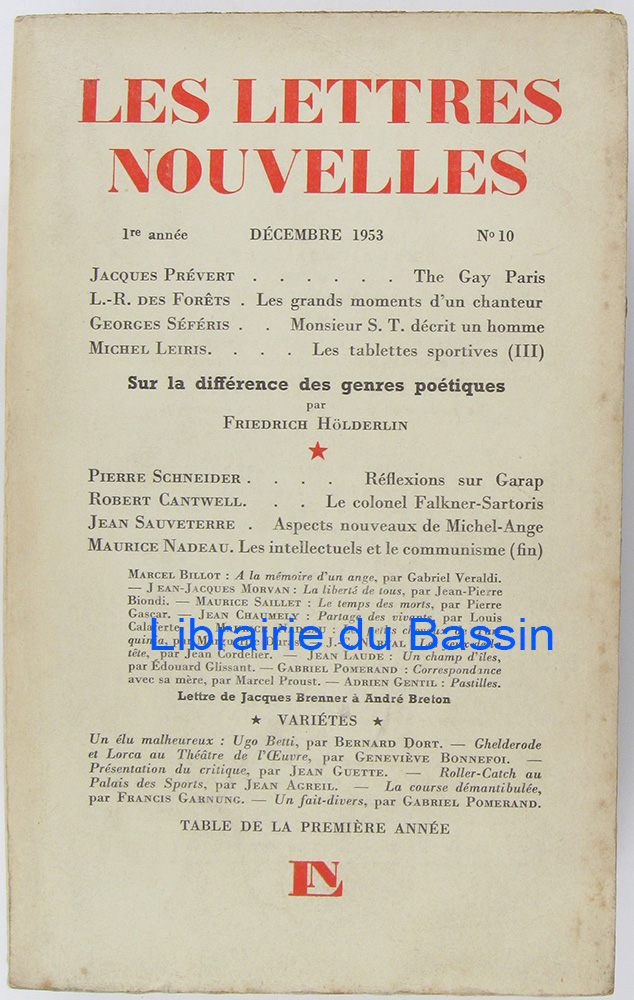 LES LETTRES
NOUVELLES
1re année DÉCEMBRE 1953 No 10
JACQUES PRÉVERT . . . . . . The Gay Paris
L.-R. DES FORÊTS . Les grands moments d'un chanteur
GEORGES SÉFÉRIS . . Monsieur S. T. décrit un homme
MICHEL LEIRIS. . . . Les tablettes sportives (III)
Sur la différence des genres poétiques
par
FRIEDRICH HÖLDERLIN
★
PIERRE SCHNEIDER . . . . Réflexions sur Garap
ROBERT CANTWELL. . . Le colonel Falkner-Sartoris
JEAN SAUVETERRE . Aspects nouveaux de Michel-Ange
MAURICE NADEAU. Les intellectuels et le communisme (fin)
MARCEL BILLOT : A la mémoire d'un ange, par Gabriel Veraldi.
— JEAN-JACQUES MORVAN : La liberté de tous, par Jean-Pierre
Biondi. — MAURICE SAILLET : Le temps des morts, par Pierre
Gascar. — JEAN CHAUMELY : Partage des vivants, par Louis
Calaferte. — MAURICE NADEAU : petits
quinia, par Marguerite Duras. — J.
tête, par Jean Cordelier. — JEAN LAUDE : Un champ d'îles,
par Édouard Glissant. — GABRIEL POMERAND : Correspondance
avec sa mère, par Marcel Proust. — ADRIEN GENTIL : Pastilles.
Librairie du Bassin
Lettre de Jacques Brenner à André Breton
★ VARIÉTES ★
Un élu malheureux : Ugo Betti, par BERNARD DORT. — Ghelderode
et Lorca au Théâtre de l'Œuvre, par GENEVIÈVE BONNEFOI. —
Présentation du critique, par JEAN GUETTE. — Roller-Catch au
Palais des Sports, par JEAN AGREIL. — La course démantibulée,
par FRANCIS GARNUNG. — Un fait-divers, par GABRIEL POMERAND.
TABLE DE LA PREMIÈRE ANNÉE
LN